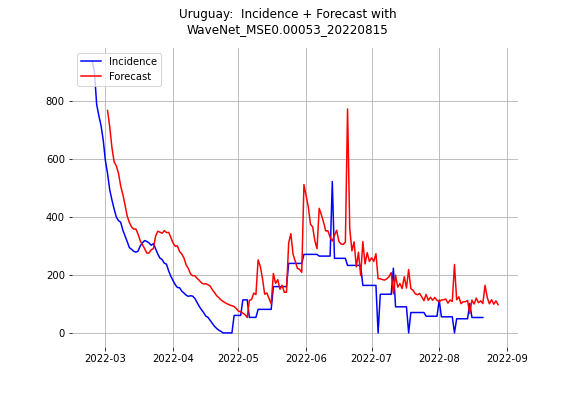 Uruguay:  Incidence + Forecast with
WaveNet_MSE0.00053_20220815
Incidence
Forecast
800
600
400
200
0
2022-03 2022-04 2022-05 2022-06 2022-07 2022-08 2022-09